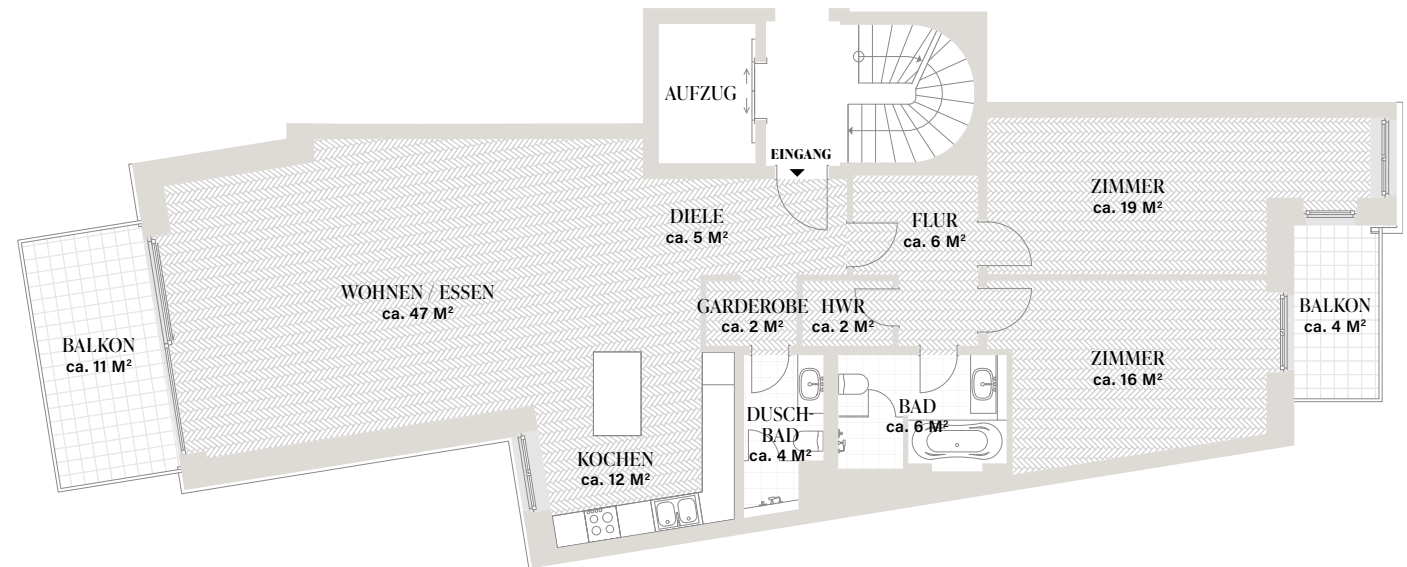 AUFZUG
EINGANG
ZIMMER
ca. 19 M²
DIELE
ca. 5 M²
FLUR
ca. 6 M²
WOHNEN / ESSEN
ca. 47 M²
GARDEROBE
ca. 2 M²
HWR
ca. 2 M²
BALKON
ca. 4 M²
BALKON
ca. 11 M²
ZIMMER
ca. 16 M²
DUSCH-
BAD
ca. 4 M²
BAD
ca. 6 M²
KOCHEN
ca. 12 M²